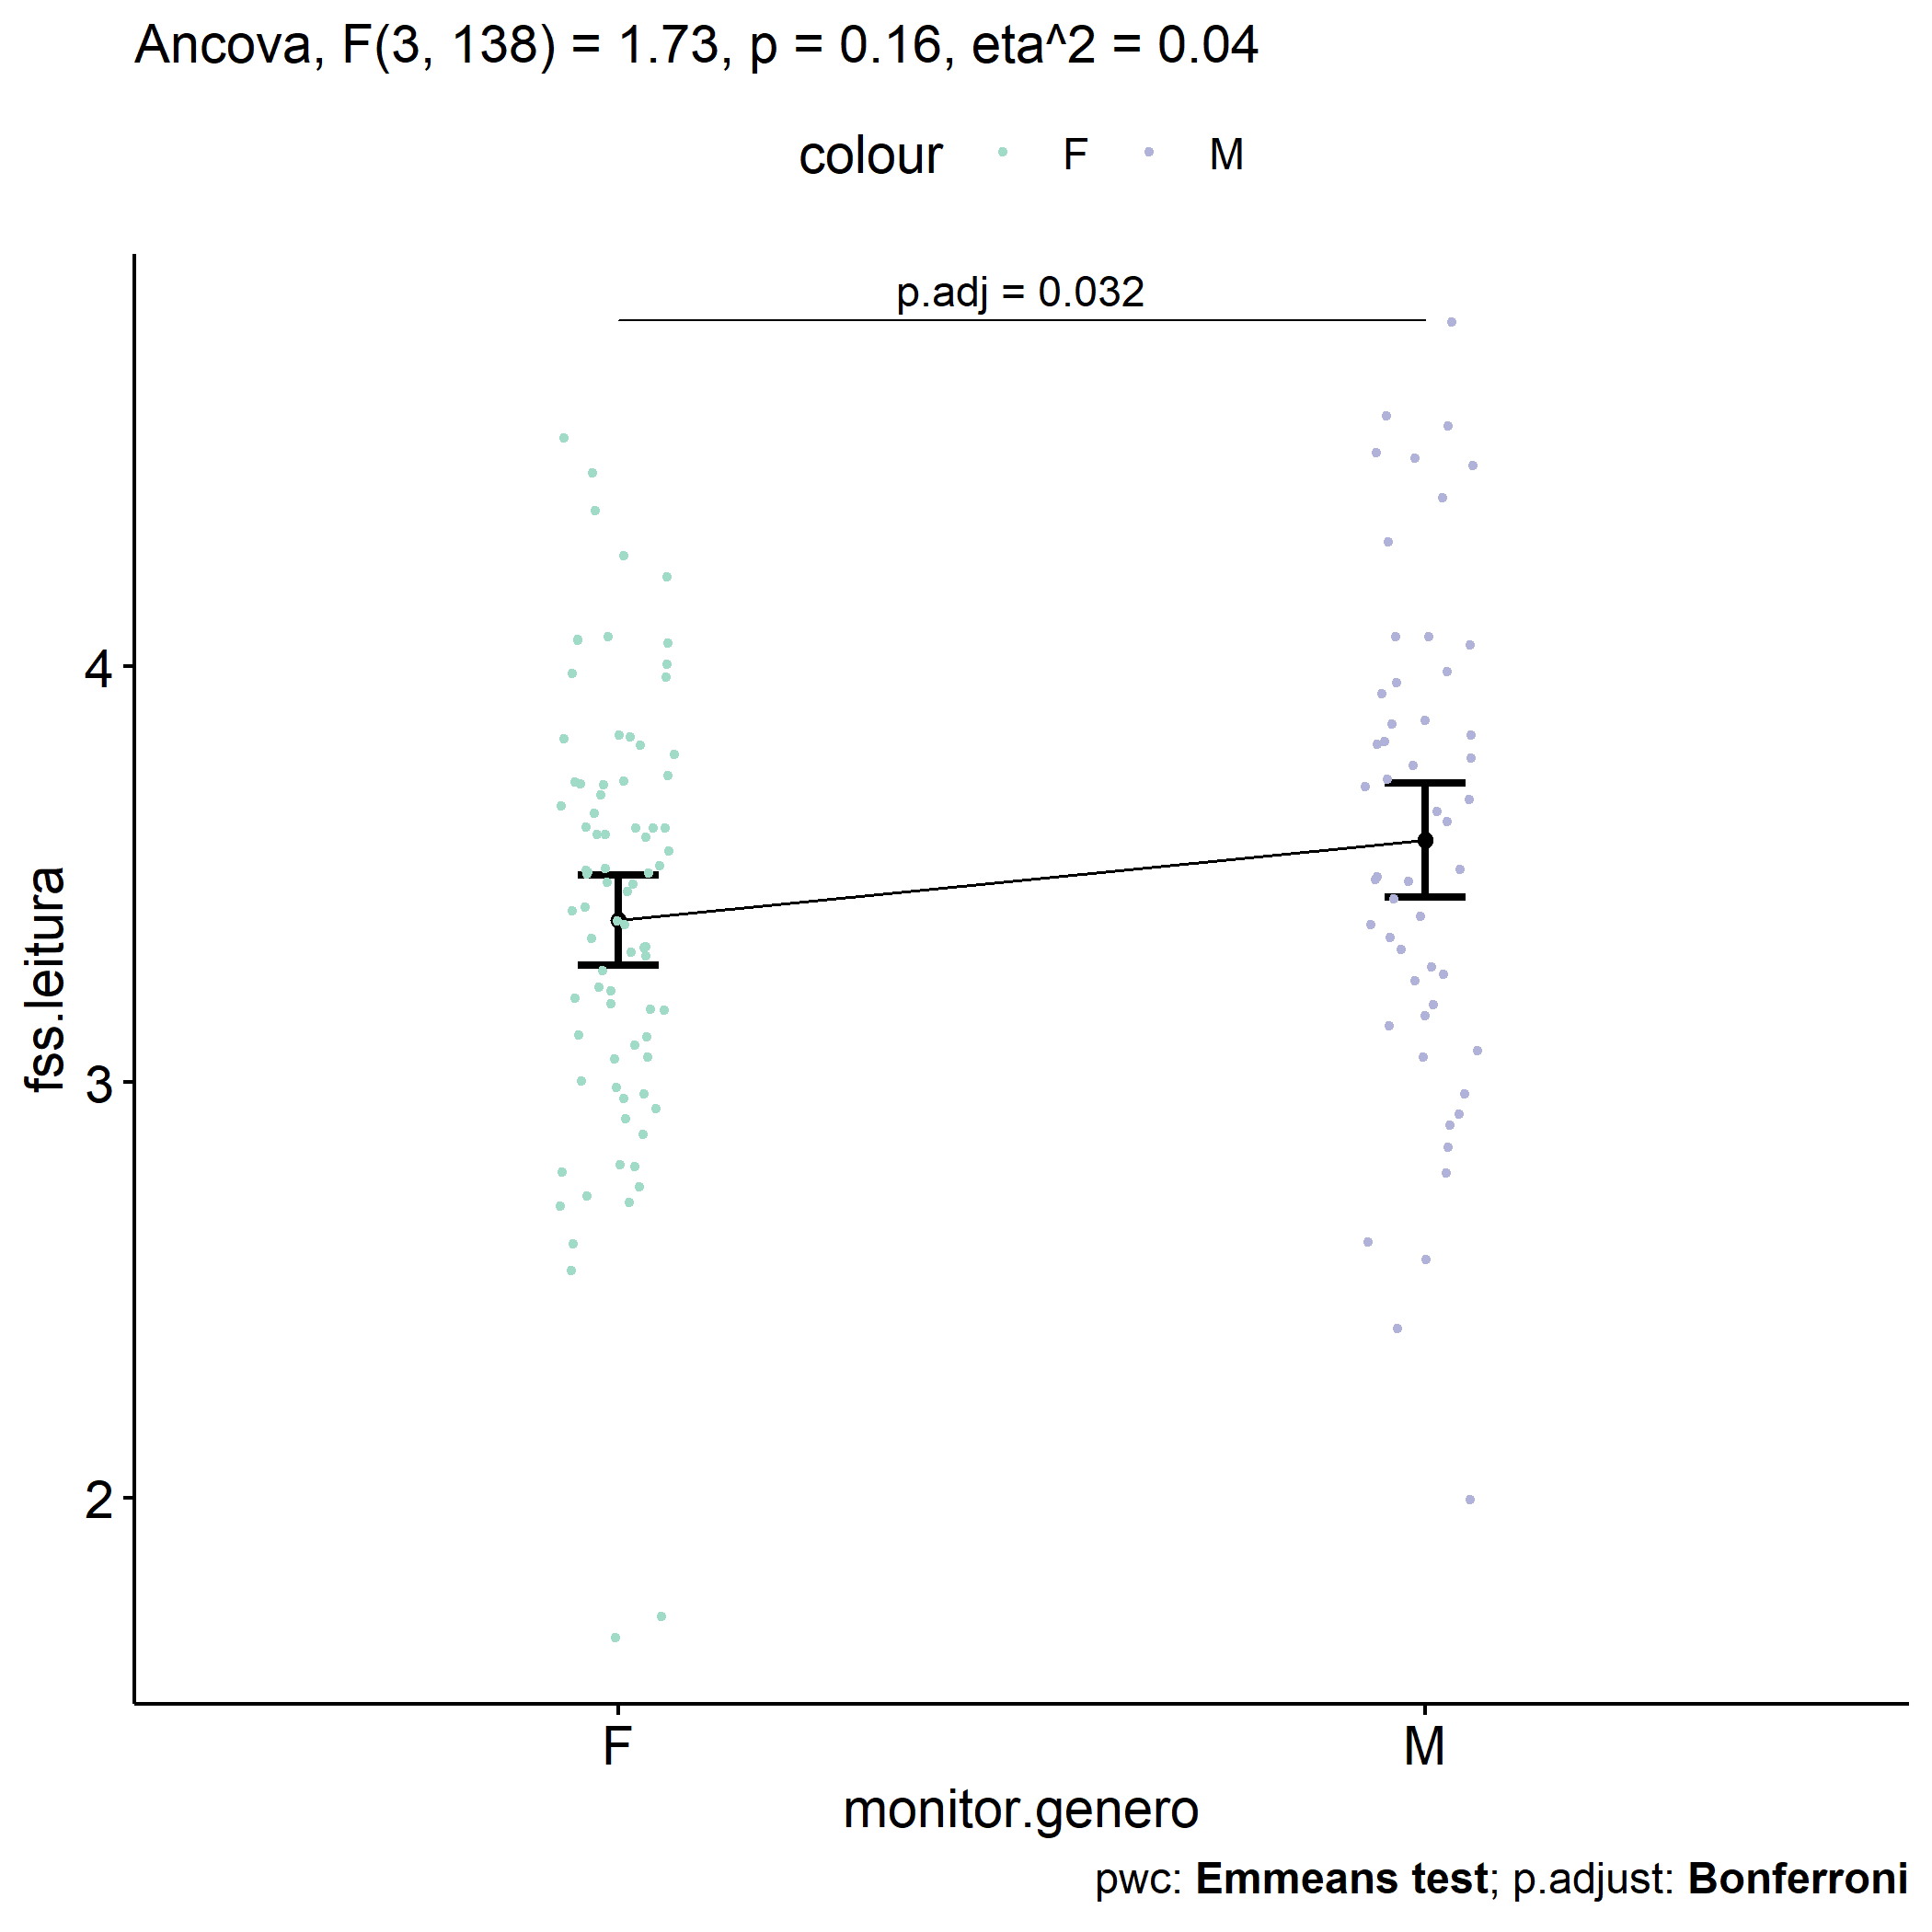 Ancova, F(3, 138) = 1.73, p = 0.16, eta^2 = 0.04
colour F M
p.adj = 0.032
4
3
2
fss.leitura
F M
monitor.genero
pwc: Emmeans test; p.adjust: Bonferroni